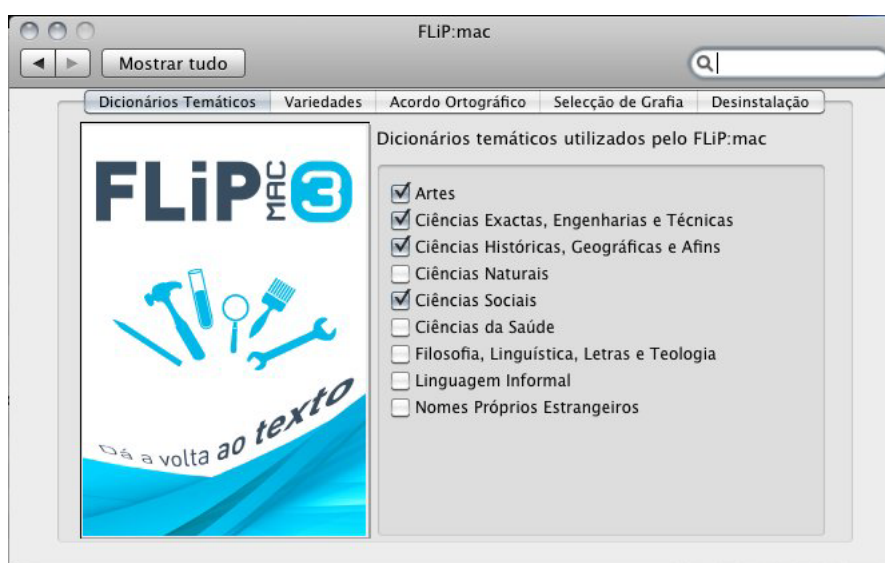 FLiP:mac
Mostrar tudo
Dicionários Temáticos
Variedades
Acordo Ortográfico
Selecção de Grafia
Desinstalação
FLiP MAC 3
Dá a volta ao texto
Dicionários temáticos utilizados pelo FLiP:mac
Artes
Ciências Exactas, Engenharias e Técnicas
Ciências Históricas, Geográficas e Afins
Ciências Naturais
Ciências Sociais
Ciências da Saúde
Filosofia, Linguística, Letras e Teologia
Linguagem Informal
Nomes Próprios Estrangeiros